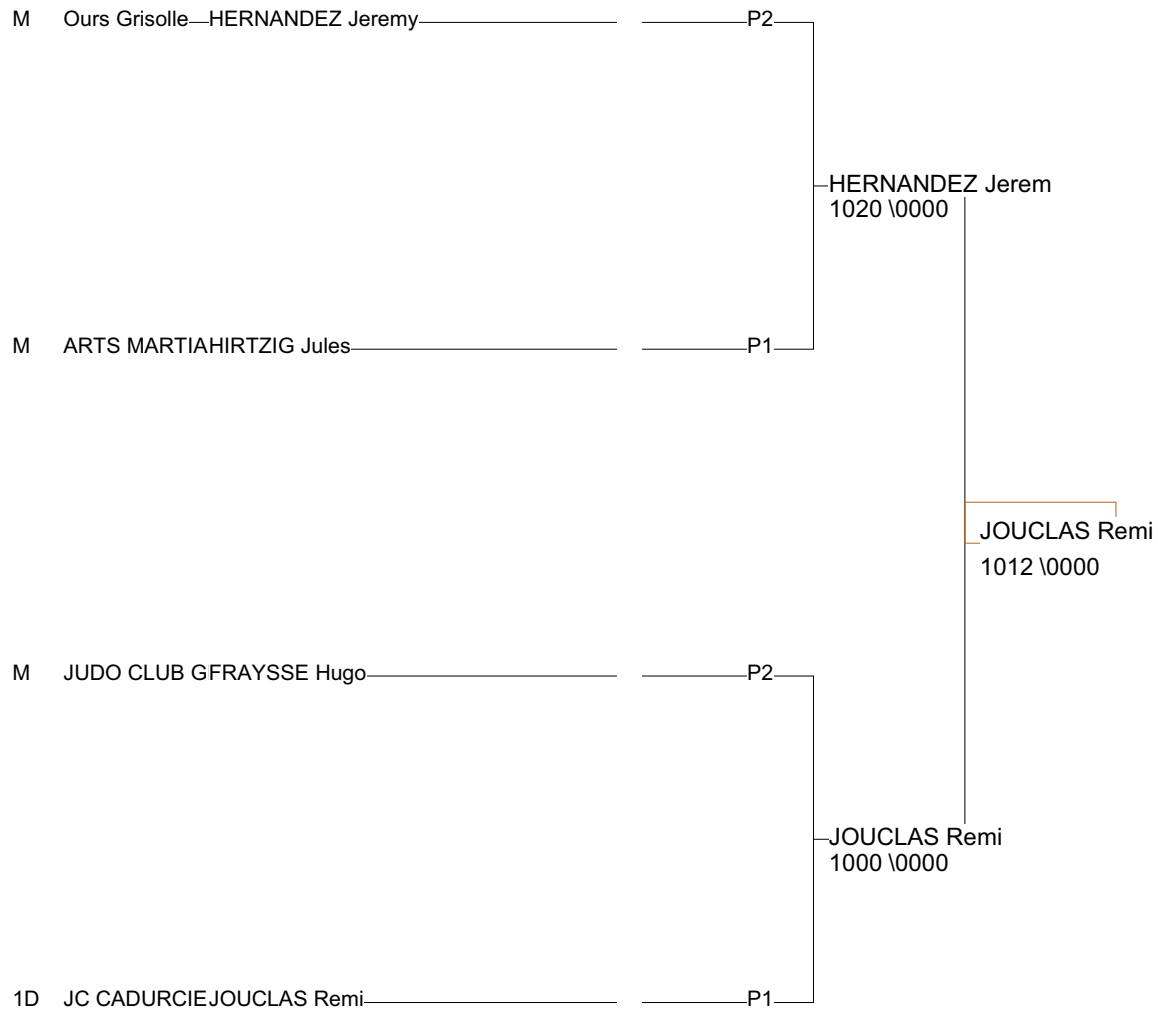 M Ours Grisolle HERNANDEZ Jeremy P2
HERNANDEZ Jerem
1020 \0000
M ARTS MARTIAHIRTZIG Jules P1
JOUCLAS Remi
1012 \0000
M JUDO CLUB GFRAYSSE Hugo P2
JOUCLAS Remi
1000 \0000
1D JC CADURCIEJOUCLAS Remi P1